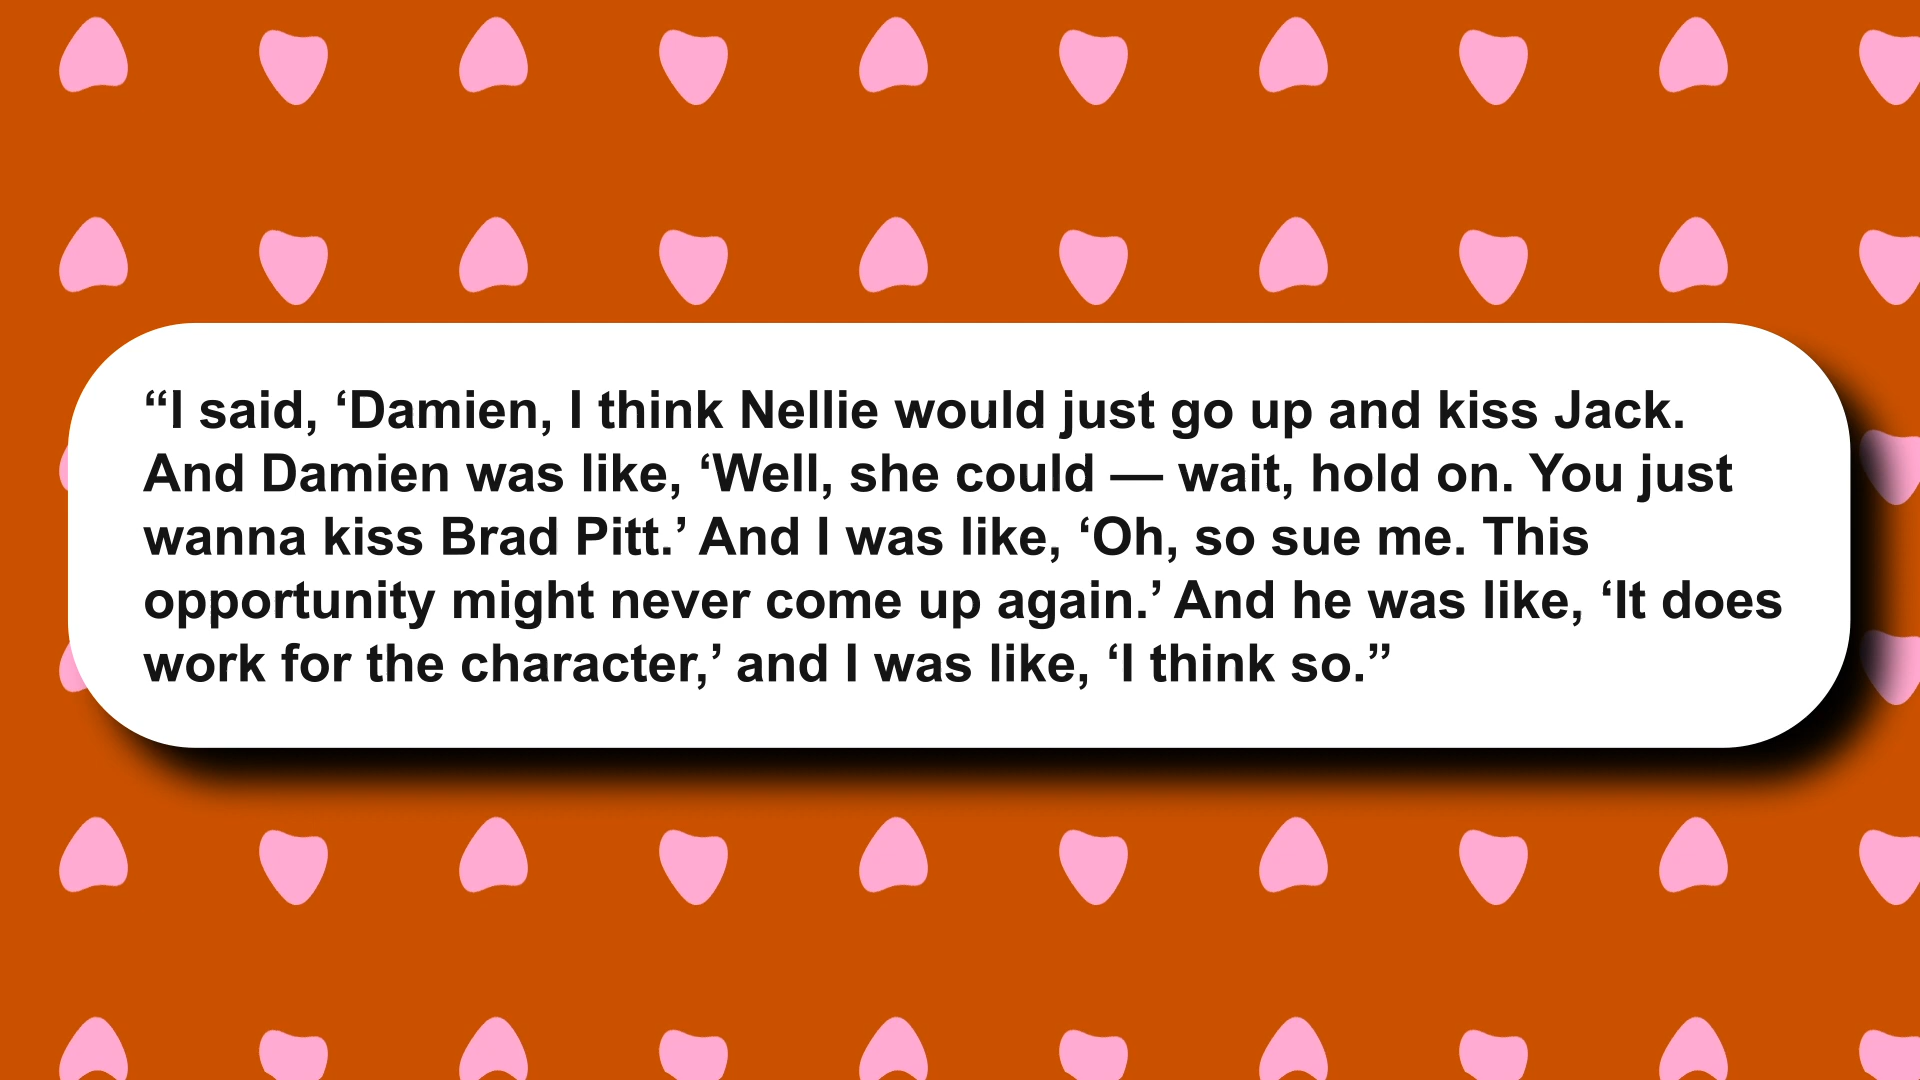 “I said, ‘Damien, I think Nellie would just go up and kiss Jack.
And Damien was like, ‘Well, she could — wait, hold on. You just
wanna kiss Brad Pitt.’ And I was like, ‘Oh, so sue me. This
opportunity might never come up again.’ And he was like, ‘It does
work for the character,’ and I was like, ‘I think so.”